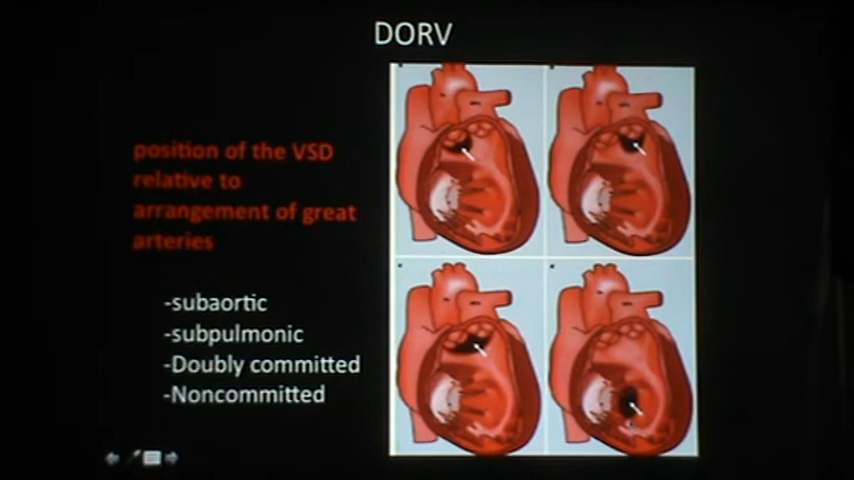 DORV
position of the VSD
relative to
arrangement of great
arteries
-subaortic
-subpulmonic
-Doubly committed
-Noncommitted